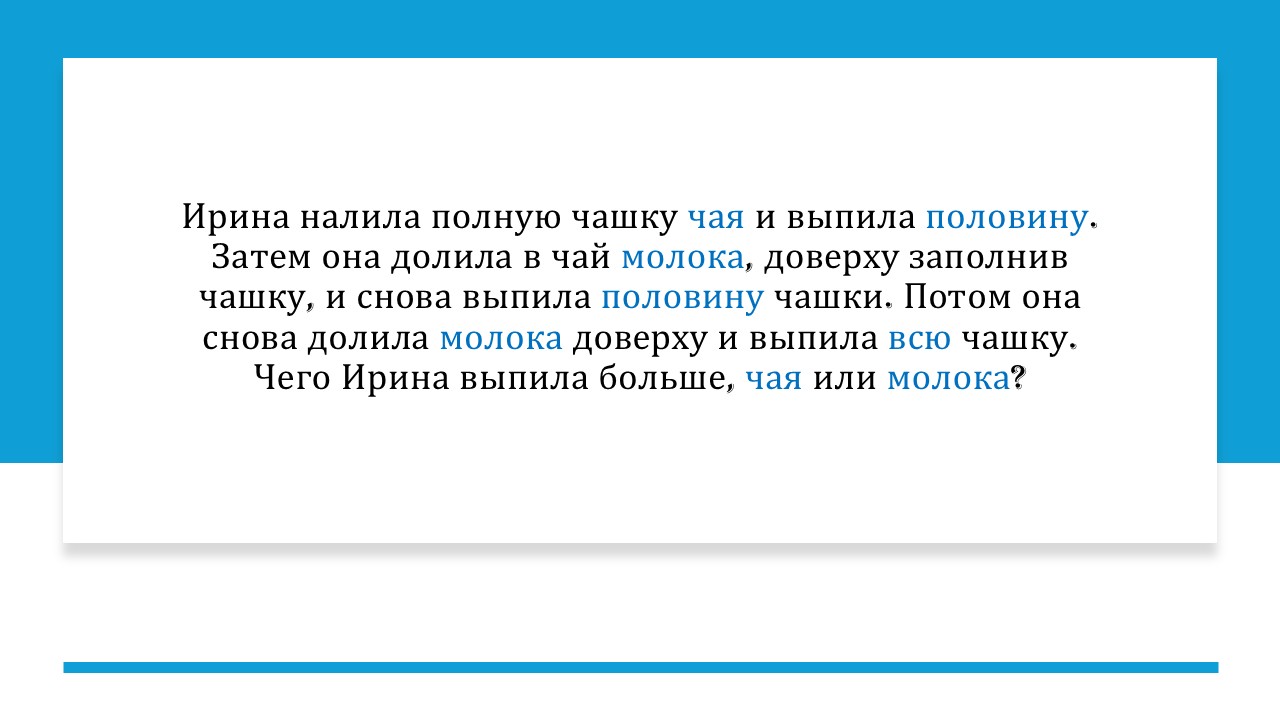 Ирина налила полную чашку чая и выпила половину.
Затем она долила в чай молока, доверху заполнив
чашку, и снова выпила половину чашки. Потом она
снова долила молока доверху и выпила всю чашку.
Чего Ирина выпила больше, чая или молока?